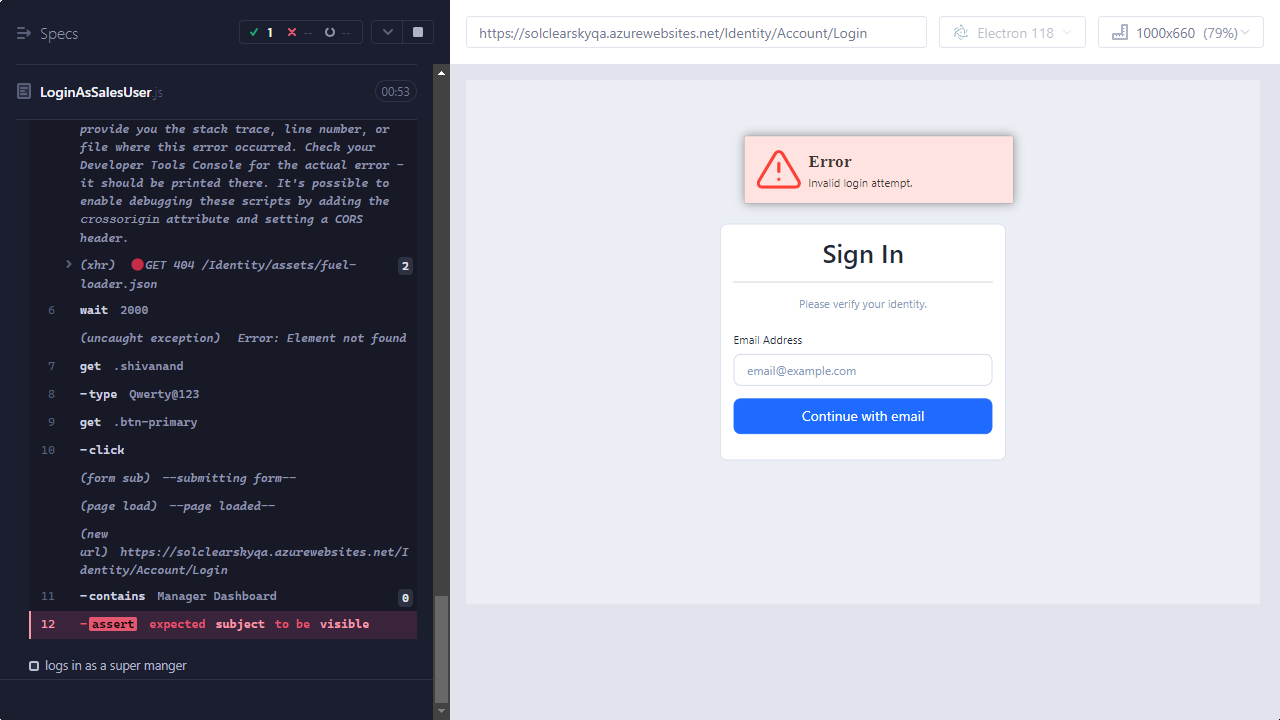 Specs
1
--
--
LoginAsSalesUser.js
00:53
provide you the stack trace, line number, or
file where this error occurred. Check your
Developer Tools Console for the actual error -
it should be printed there. It's possible to
enable debugging these scripts by adding the
crossorigin attribute and setting a CORS
header.
(xhr) GET 404 /Identity/assets/fuel-
loader.json
2
6 wait 2000
(uncaught exception) Error: Element not found
7 get .shivanand
8 -type Qwerty@123
9 get .btn-primary
10 -click
(form sub) --submitting form--
(page load) --page loaded--
(new
url) https://solclearskyqa.azurewebsites.net/I
dentity/Account/Login
11 -contains Manager Dashboard 0
12 -assert expected subject to be visible
logs in as a super manger
https://solclearskyqa.azurewebsites.net/Identity/Account/Login
Electron 118
1000x660 (79%)
Error
Invalid login attempt.
Sign In
Please verify your identity.
Email Address
email@example.com
Continue with email